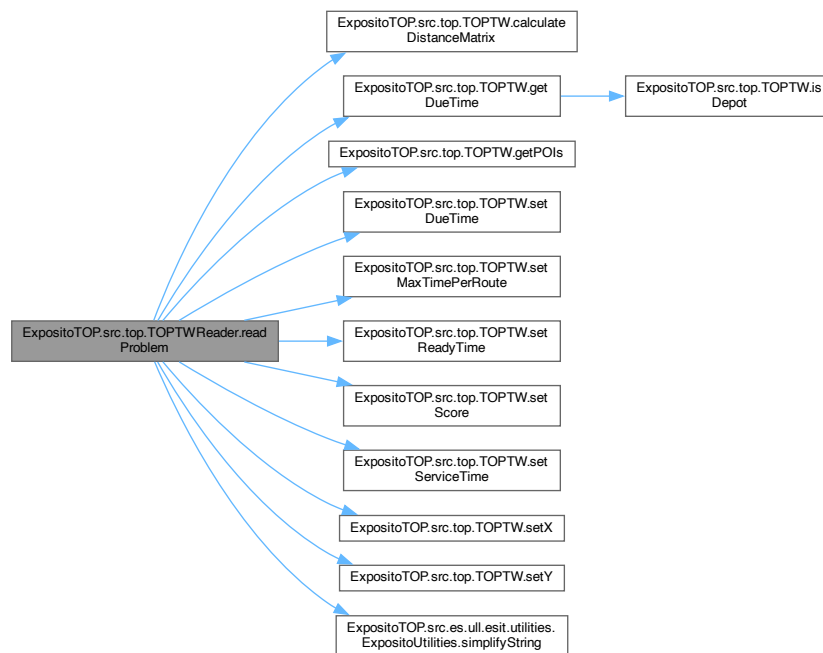 ExpositoTOP.src.top.TOPTW.calculate
DistanceMatrix
ExpositoTOP.src.top.TOPTW.get
DueTime
ExpositoTOP.src.top.TOPTW.is
Depot
ExpositoTOP.src.top.TOPTW.getPOIs
ExpositoTOP.src.top.TOPTW.set
DueTime
ExpositoTOP.src.top.TOPTW.set
MaxTimePerRoute
ExpositoTOP.src.top.TOPTWReader.read
Problem
ExpositoTOP.src.top.TOPTW.set
ReadyTime
ExpositoTOP.src.top.TOPTW.set
Score
ExpositoTOP.src.top.TOPTW.set
ServiceTime
ExpositoTOP.src.top.TOPTW.setX
ExpositoTOP.src.top.TOPTW.setY
ExpositoTOP.src.es.ull.esit.utilities.
ExpositoUtilities.simplifyString